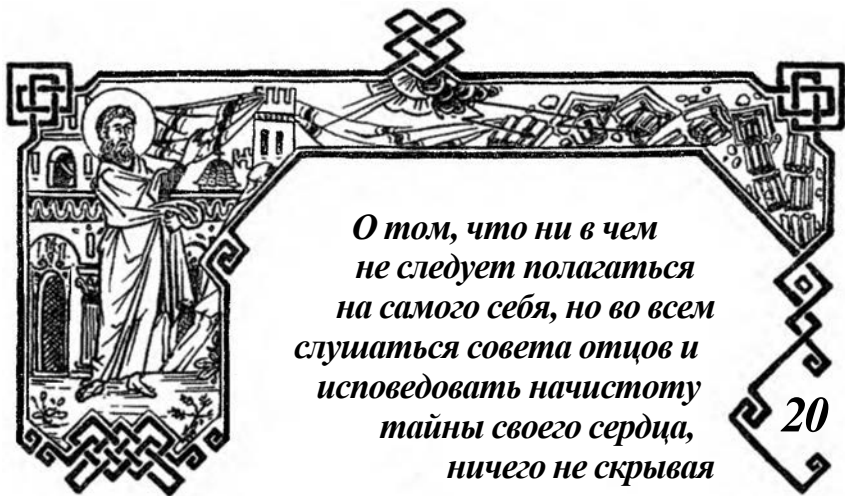 О том, что ни в чем
не следует полагаться
на самого себя, но во всем
слушаться совета отцов и
исповедовать начистоту
тайны своего сердца,
ничего не скрывая
20